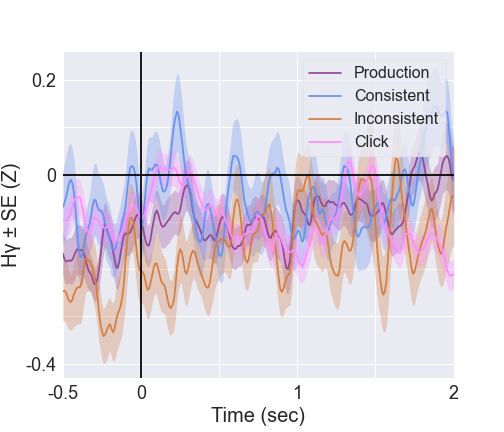 Production
Consistent
Inconsistent
Click
0.2
0
-0.4
Hγ ± SE (Z)
-0.5
0
1
2
Time (sec)